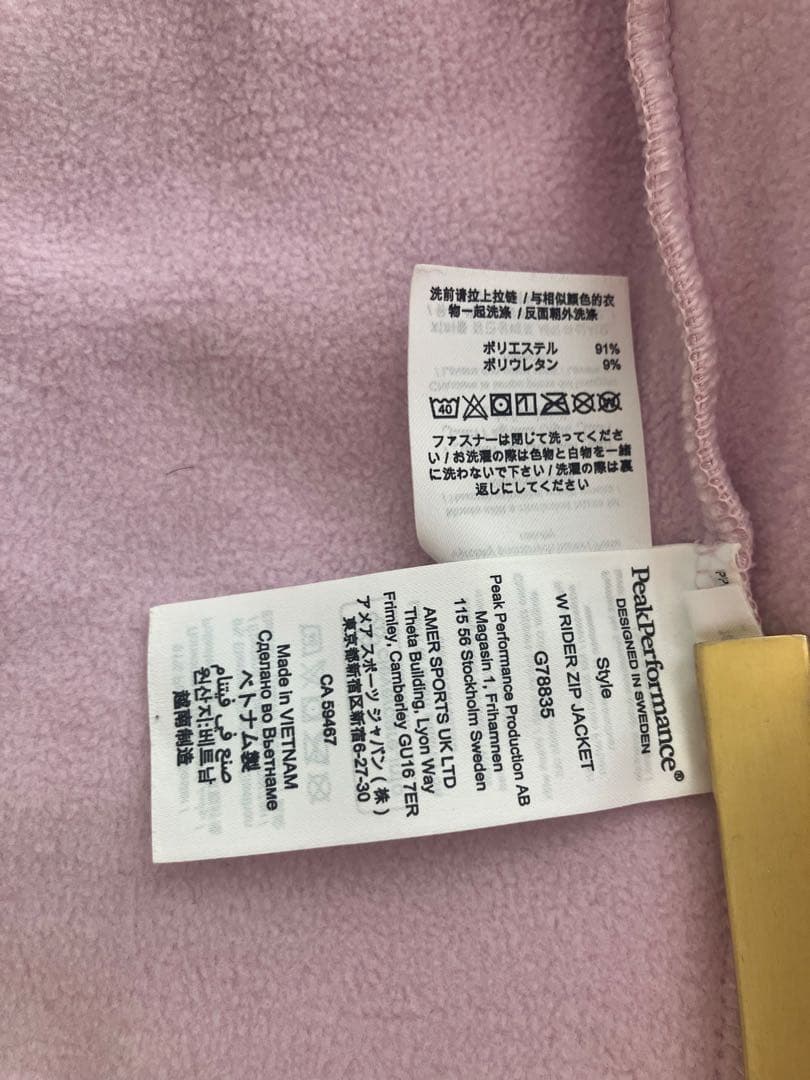 洗前请拉上拉链 / 与相似颜色的衣
物一起洗涤 / 反面朝外洗涤
ポリエステル 91%
ポリウレタン 9%
40
ファスナーは閉じて洗ってくださ
い / お洗濯の際は色物と白物を一緒
に洗わないで下さい / 洗濯の際は裏
返しにしてください
PeakPerformance®
DESIGNED IN SWEDEN
Style
W RIDER ZIP JACKET
G78835
Peak Performance Production AB
Magasin 1, Frihamnen
115 56 Stockholm Sweden
AMER SPORTS UK LTD
Theta Building, Lyon Way
Frimley, Camberley GU16 7ER
アメア スポーツ ジャパン ( 株 )
東京都新宿区新宿6-27-30
CA 59467
Made in VIETNAM
Сделано во Вьетнаме
ベトナム製
صنع في فيتنام
원산지:베트남
越南制造